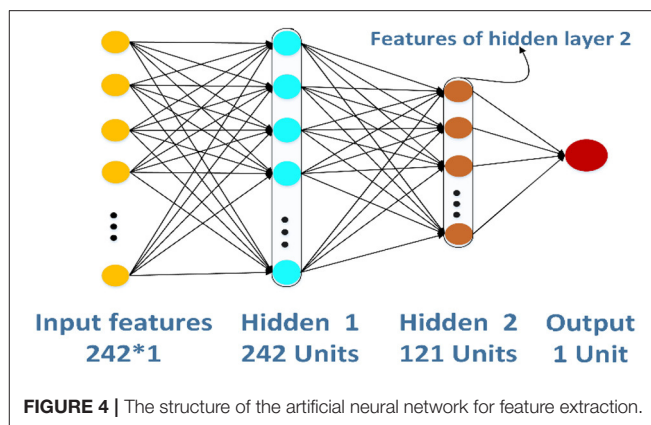 Features of hidden layer 2
Input features Hidden 1 Hidden 2 Output
242*1 242 Units 121 Units 1 Unit
FIGURE 4 | The structure of the artificial neural network for feature extraction.